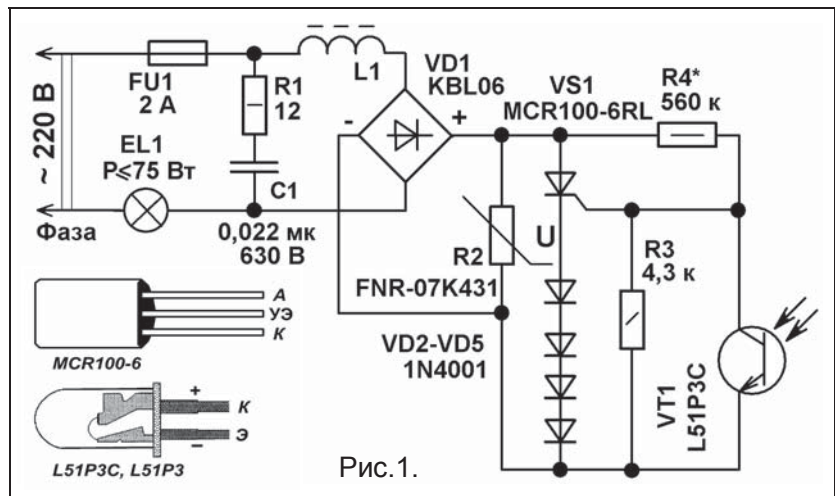 FU1
2 А
R1
12
L1
VD1
KBL06
VS1
MCR100-6RL
R4*
560 к
~ 220 В
EL1
P⩽75 Вт
C1
Фаза
0,022 мк
630 В
-
+
R2
U
FNR-07K431
R3
4,3 к
VD2-VD5
1N4001
VT1
L51P3C
А
УЭ
К
MCR100-6
+
К
Э
–
L51P3C, L51P3
Рис.1.